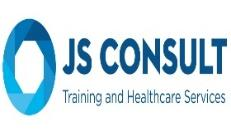 JS CONSULT
Training and Healthcare Services